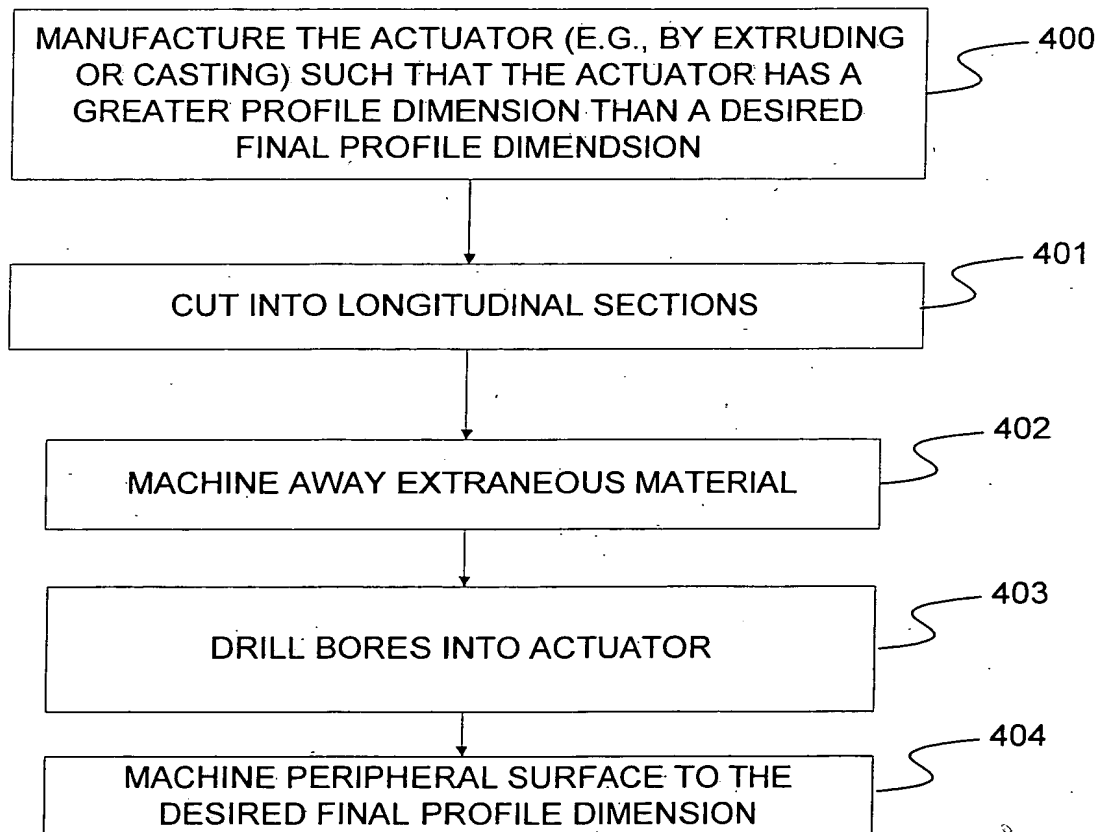 MANUFACTURE THE ACTUATOR (E.G., BY EXTRUDING
OR CASTING) SUCH THAT THE ACTUATOR HAS A
GREATER PROFILE DIMENSION THAN A DESIRED
FINAL PROFILE DIMENDSION
400
CUT INTO LONGITUDINAL SECTIONS
401
MACHINE AWAY EXTRANEOUS MATERIAL
402
DRILL BORES INTO ACTUATOR
403
MACHINE PERIPHERAL SURFACE TO THE
DESIRED FINAL PROFILE DIMENSION
404